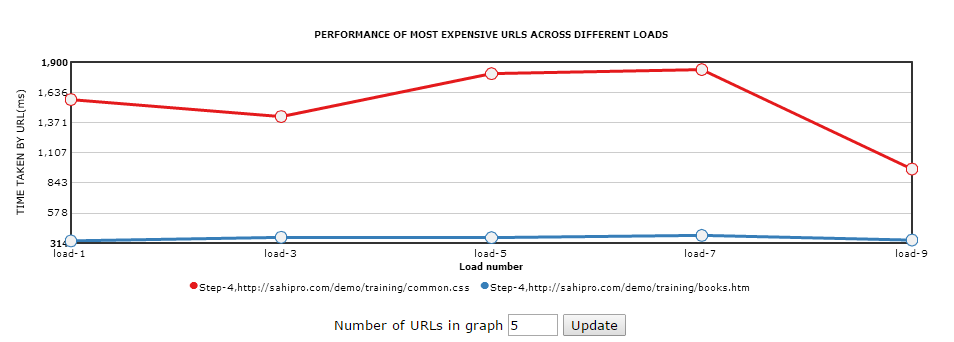 PERFORMANCE OF MOST EXPENSIVE URLS ACROSS DIFFERENT LOADS
TIME TAKEN BY URL(ms)
1,900
1,636
1,371
1,107
843
578
314
load-1 load-3 load-5 load-7 load-9
Load number
Step-4,http://sahipro.com/demo/training/common.css Step-4,http://sahipro.com/demo/training/books.htm
Number of URLs in graph 5 Update